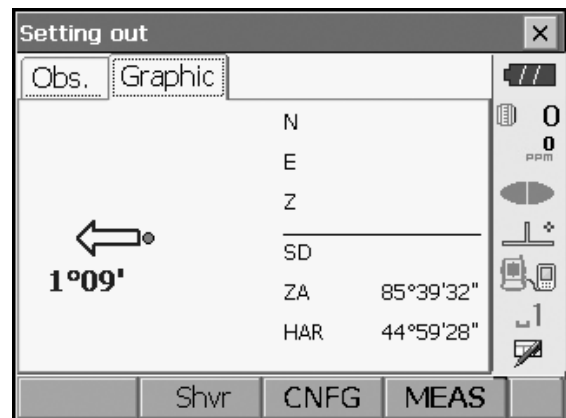 Setting out
Obs. Graphic
N
0
E
0
ppm
Z
1°09'
SD
ZA 85°39'32"
HAR 44°59'28"
1
Shvr CNFG MEAS